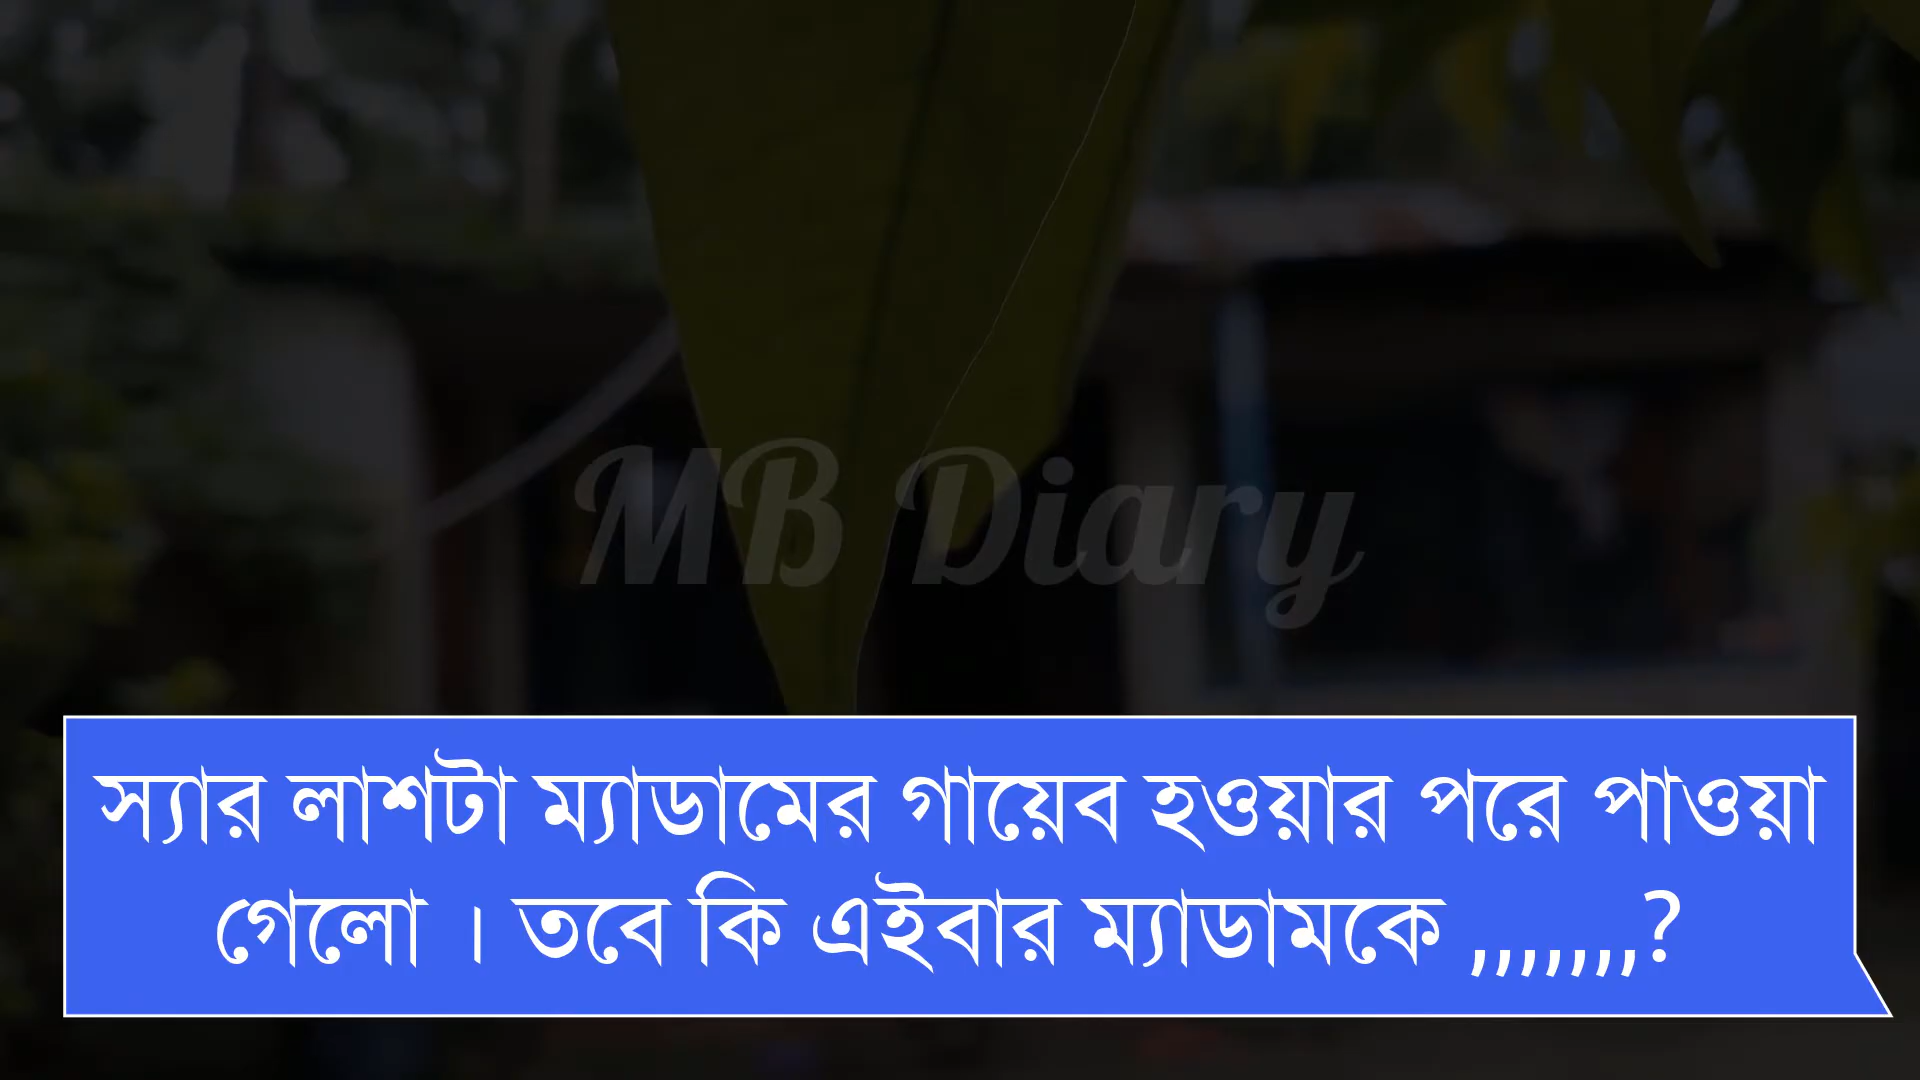 MB Diary
স্যার লাশটা ম্যাডামের গায়েব হওয়ার পরে পাওয়া
গেলো । তবে কি এইবার ম্যাডামকে ,,,,,,,?